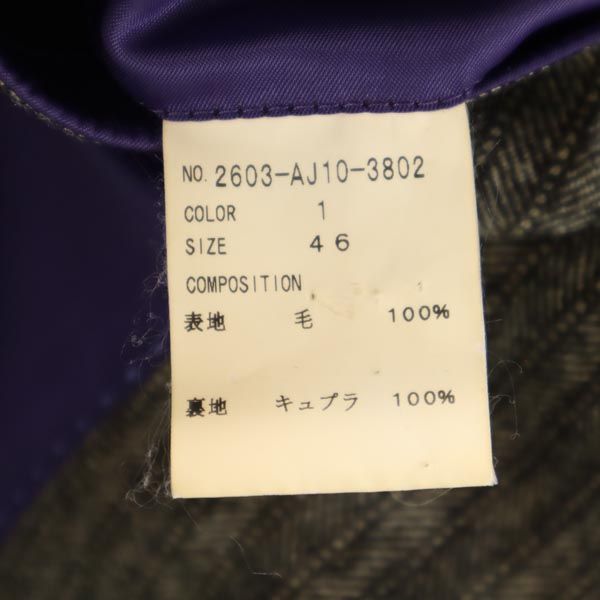 NO. 2603-AJ10-3802
COLOR 1
SIZE 46
COMPOSITION
表地 毛 100%
裏地 キュプラ 100%